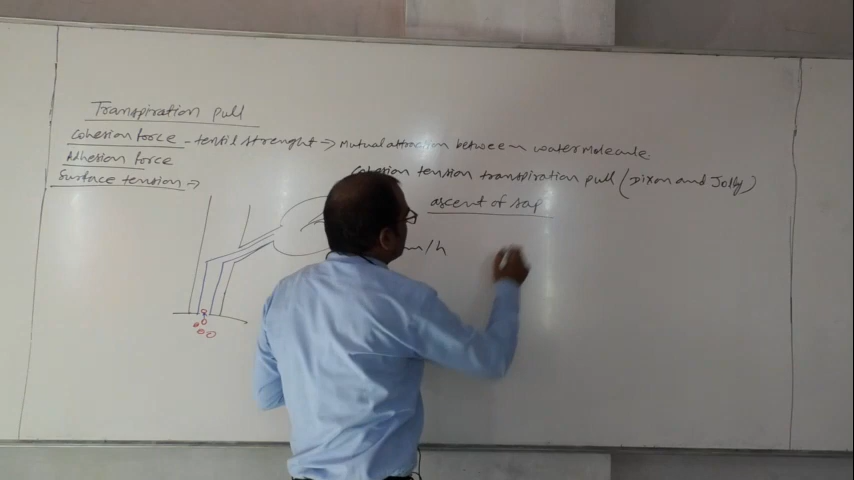 Transpiration pull
Cohesion force - tentil strenght → Mutual attraction between water Molecule.
Adhesion force
Surface tension →
Cohesion tension transpiration pull (Dixon and Jolly)
ascent of sap
m/h